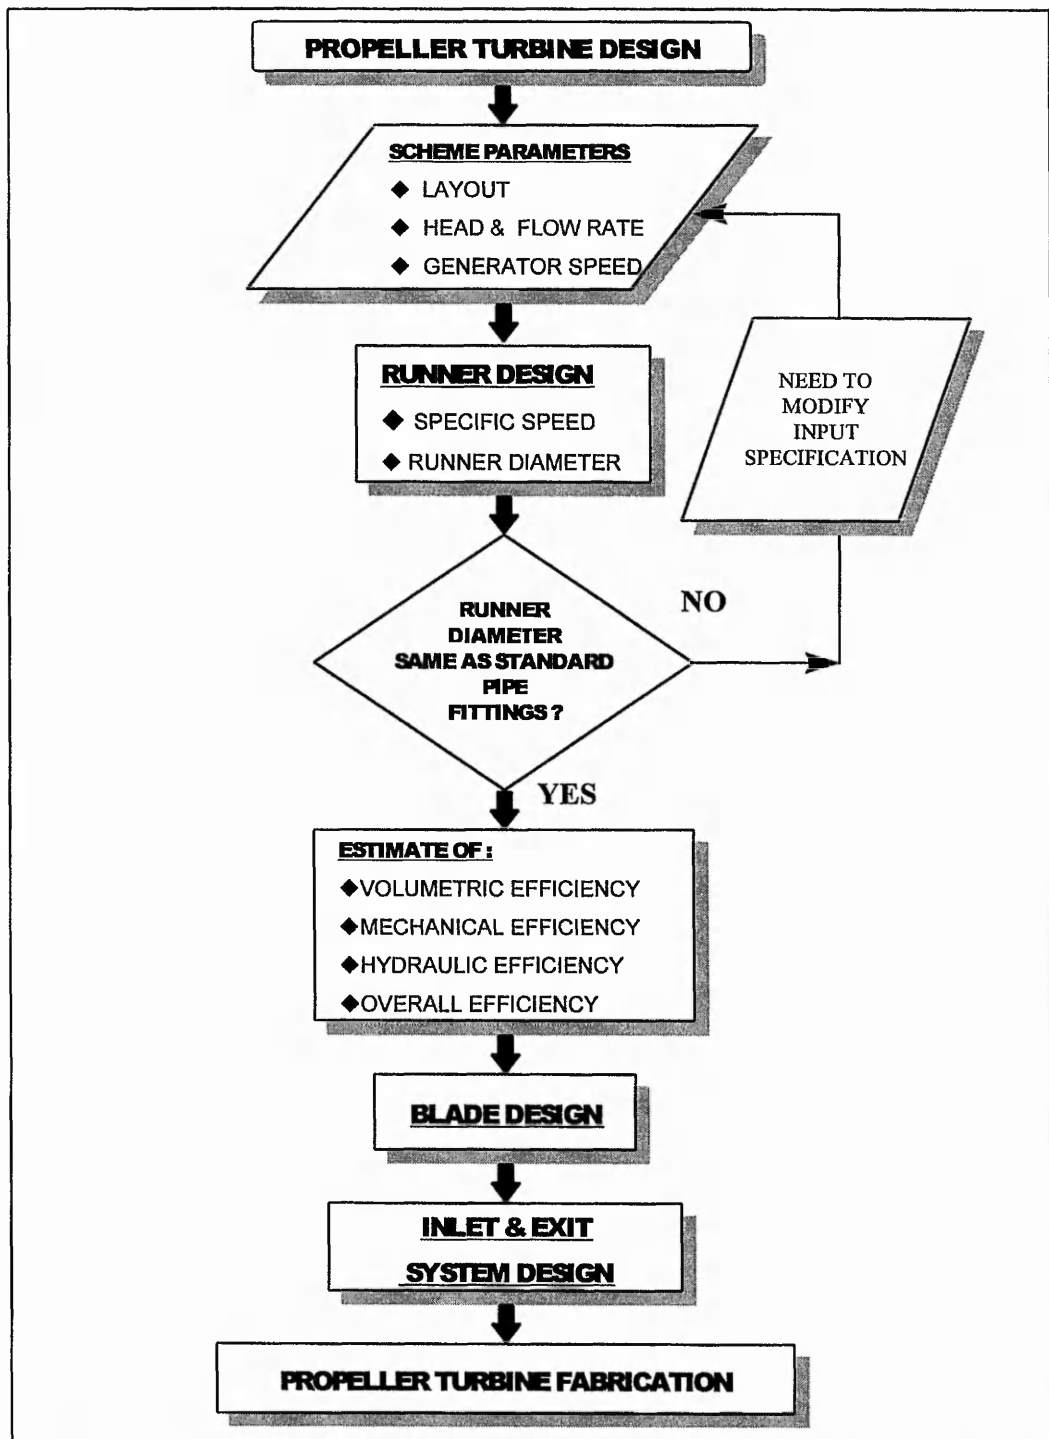 PROPELLER TURBINE DESIGN
SCHEME PARAMETERS
◆ LAYOUT
◆ HEAD & FLOW RATE
◆ GENERATOR SPEED
RUNNER DESIGN
◆ SPECIFIC SPEED
◆ RUNNER DIAMETER
NEED TO
MODIFY
INPUT
SPECIFICATION
RUNNER
DIAMETER
SAME AS STANDARD
PIPE
FITTINGS ?
NO
YES
ESTIMATE OF :
◆VOLUMETRIC EFFICIENCY
◆MECHANICAL EFFICIENCY
◆HYDRAULIC EFFICIENCY
◆OVERALL EFFICIENCY
BLADE DESIGN
INLET & EXIT
SYSTEM DESIGN
PROPELLER TURBINE FABRICATION